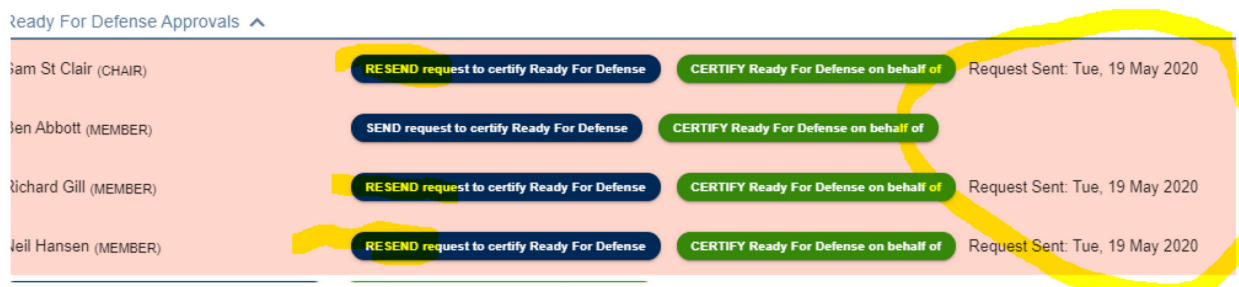 Ready For Defense Approvals
Sam St Clair (CHAIR) RESEND request to certify Ready For Defense CERTIFY Ready For Defense on behalf of Request Sent: Tue, 19 May 2020
Ben Abbott (MEMBER) SEND request to certify Ready For Defense CERTIFY Ready For Defense on behalf of
Richard Gill (MEMBER) RESEND request to certify Ready For Defense CERTIFY Ready For Defense on behalf of Request Sent: Tue, 19 May 2020
Neil Hansen (MEMBER) RESEND request to certify Ready For Defense CERTIFY Ready For Defense on behalf of Request Sent: Tue, 19 May 2020